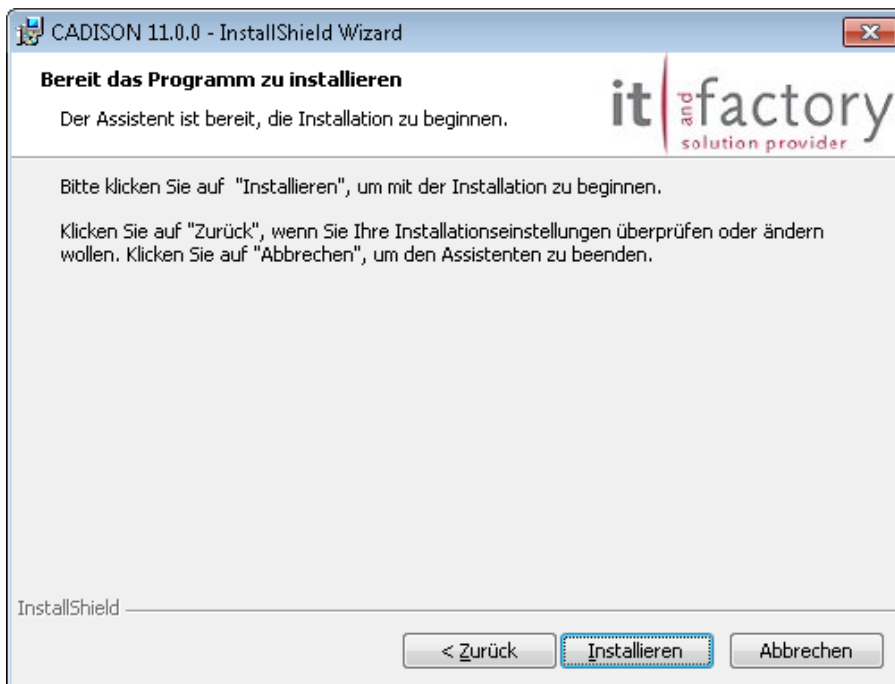 CADISON 11.0.0 - InstallShield Wizard
Bereit das Programm zu installieren
Der Assistent ist bereit, die Installation zu beginnen.
it and factory
solution provider
Bitte klicken Sie auf "Installieren", um mit der Installation zu beginnen.
Klicken Sie auf "Zurück", wenn Sie Ihre Installationseinstellungen überprüfen oder ändern
wollen. Klicken Sie auf "Abbrechen", um den Assistenten zu beenden.
InstallShield
< Zurück Installieren Abbrechen